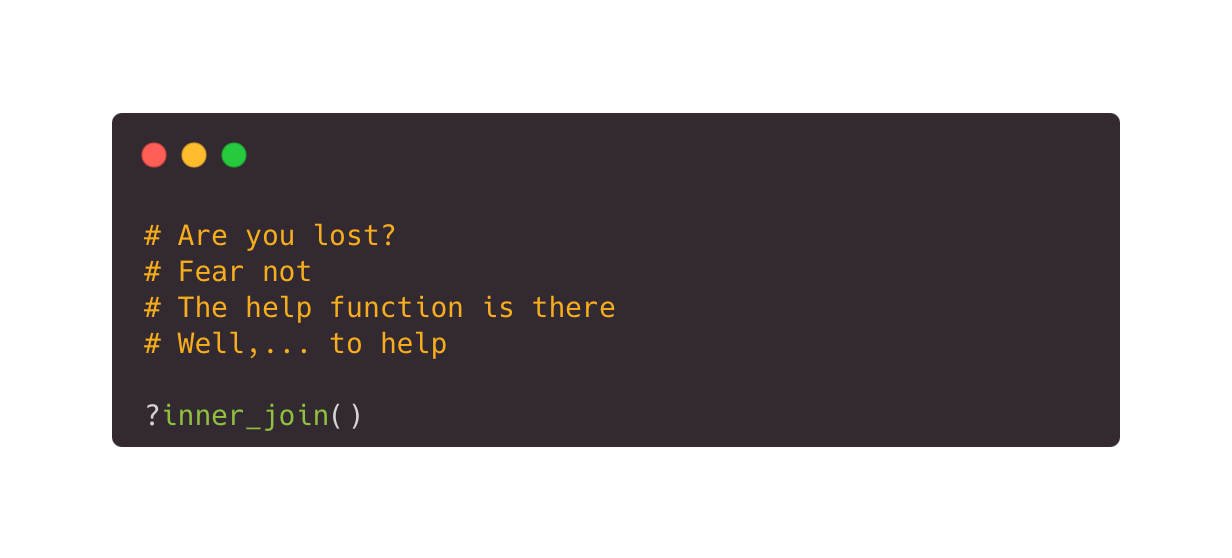 # Are you lost?
# Fear not
# The help function is there
# Well,... to help
?inner_join()